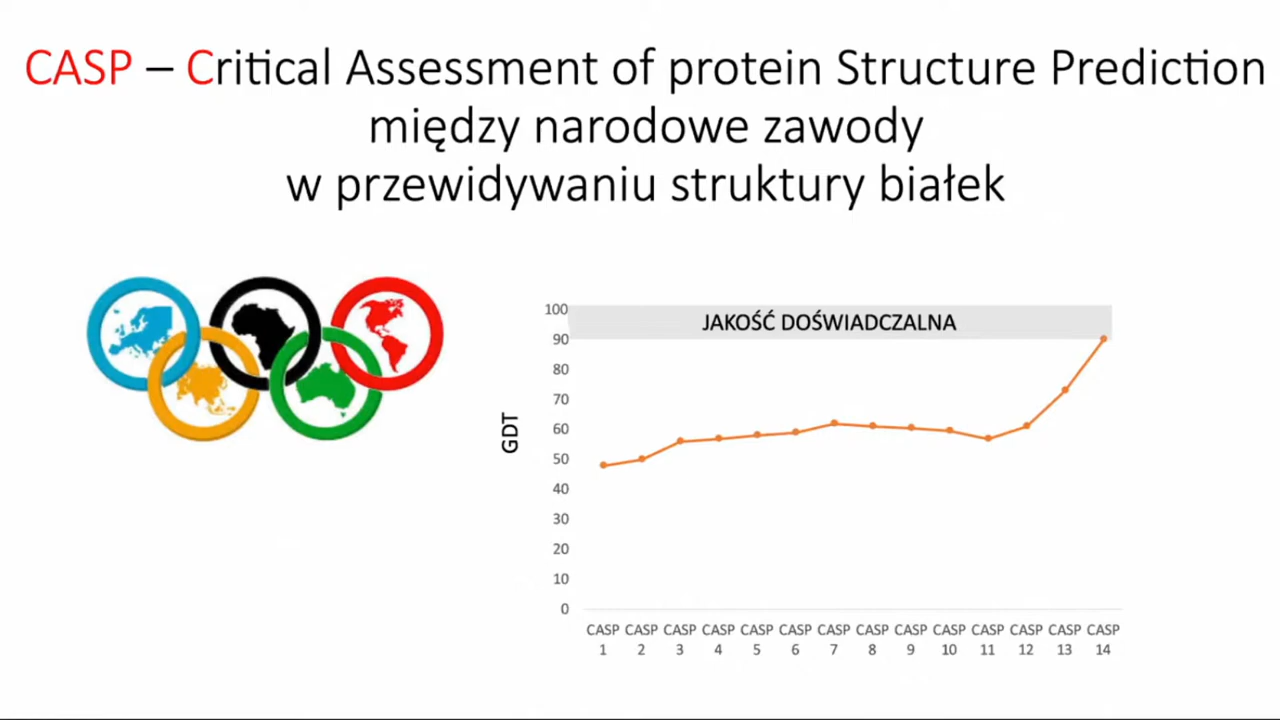 CASP – Critical Assessment of protein Structure Prediction
między narodowe zawody
w przewidywaniu struktury białek
100
JAKOŚĆ DOŚWIADCZALNA
90
80
70
60
50
40
30
20
10
0
GDT
CASP CASP CASP CASP CASP CASP CASP CASP CASP CASP CASP CASP CASP CASP
1 2 3 4 5 6 7 8 9 10 11 12 13 14